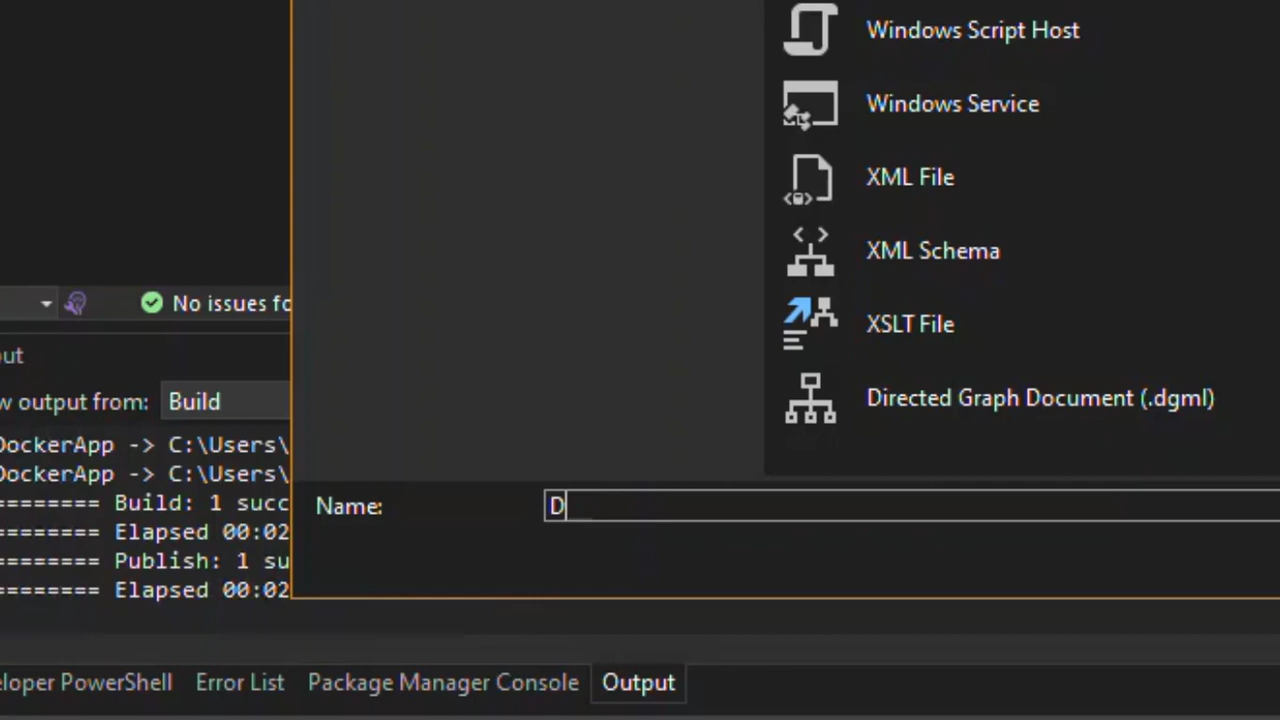 Windows Script Host
Windows Service
XML File
XML Schema
XSLT File
Directed Graph Document (.dgml)
No issues fo
out
w output from: Build
DockerApp -> C:\Users\
DockerApp -> C:\Users\
======== Build: 1 succ
======== Elapsed 00:02
======== Publish: 1 su
======== Elapsed 00:02
Name: D
eloper PowerShell Error List Package Manager Console Output